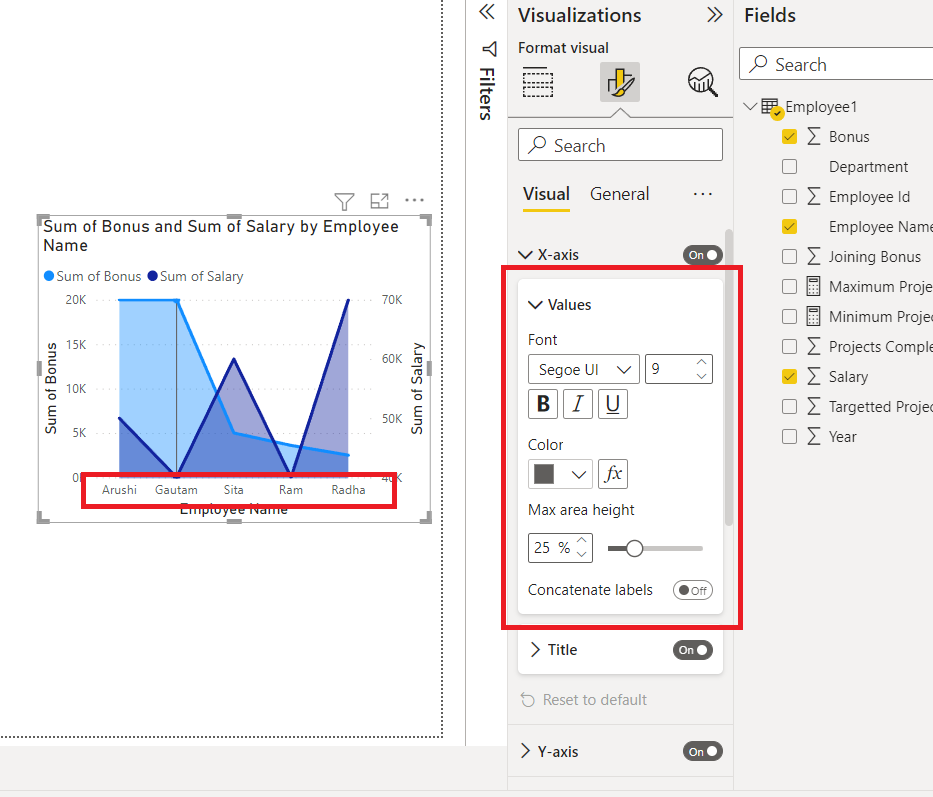 Visualizations
Format visual
Search
Visual General ...
X-axis On
Values
Font
Segoe UI 9
B I U
Color
fx
Max area height
25 %
Concatenate labels Off
Title On
Reset to default
Y-axis On
Filters
Fields
Search
Employee1
Bonus
Department
Employee Id
Employee Name
Joining Bonus
Maximum Proje
Minimum Projec
Projects Comple
Salary
Targetted Projec
Year
Sum of Bonus and Sum of Salary by Employee
Name
Sum of Bonus Sum of Salary
20K 70K
15K
60K
10K
50K
5K
40K
Sum of Bonus
Sum of Salary
Arushi Gautam Sita Ram Radha
Employee Name